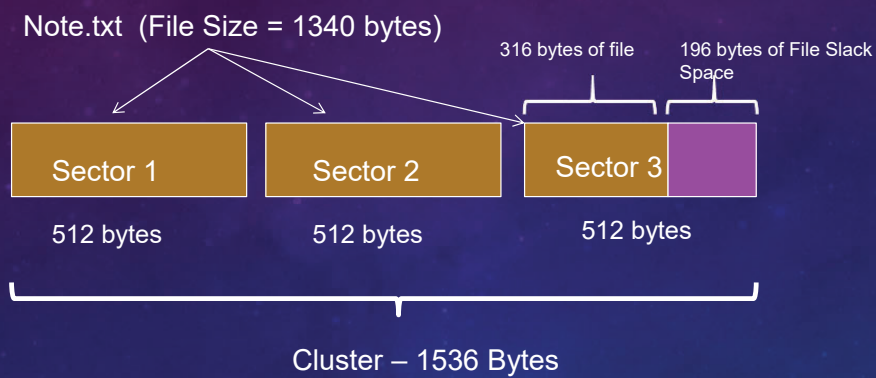 Note.txt (File Size = 1340 bytes)
316 bytes of file
196 bytes of File Slack
Space
Sector 1
Sector 2
Sector 3
512 bytes
512 bytes
512 bytes
Cluster – 1536 Bytes